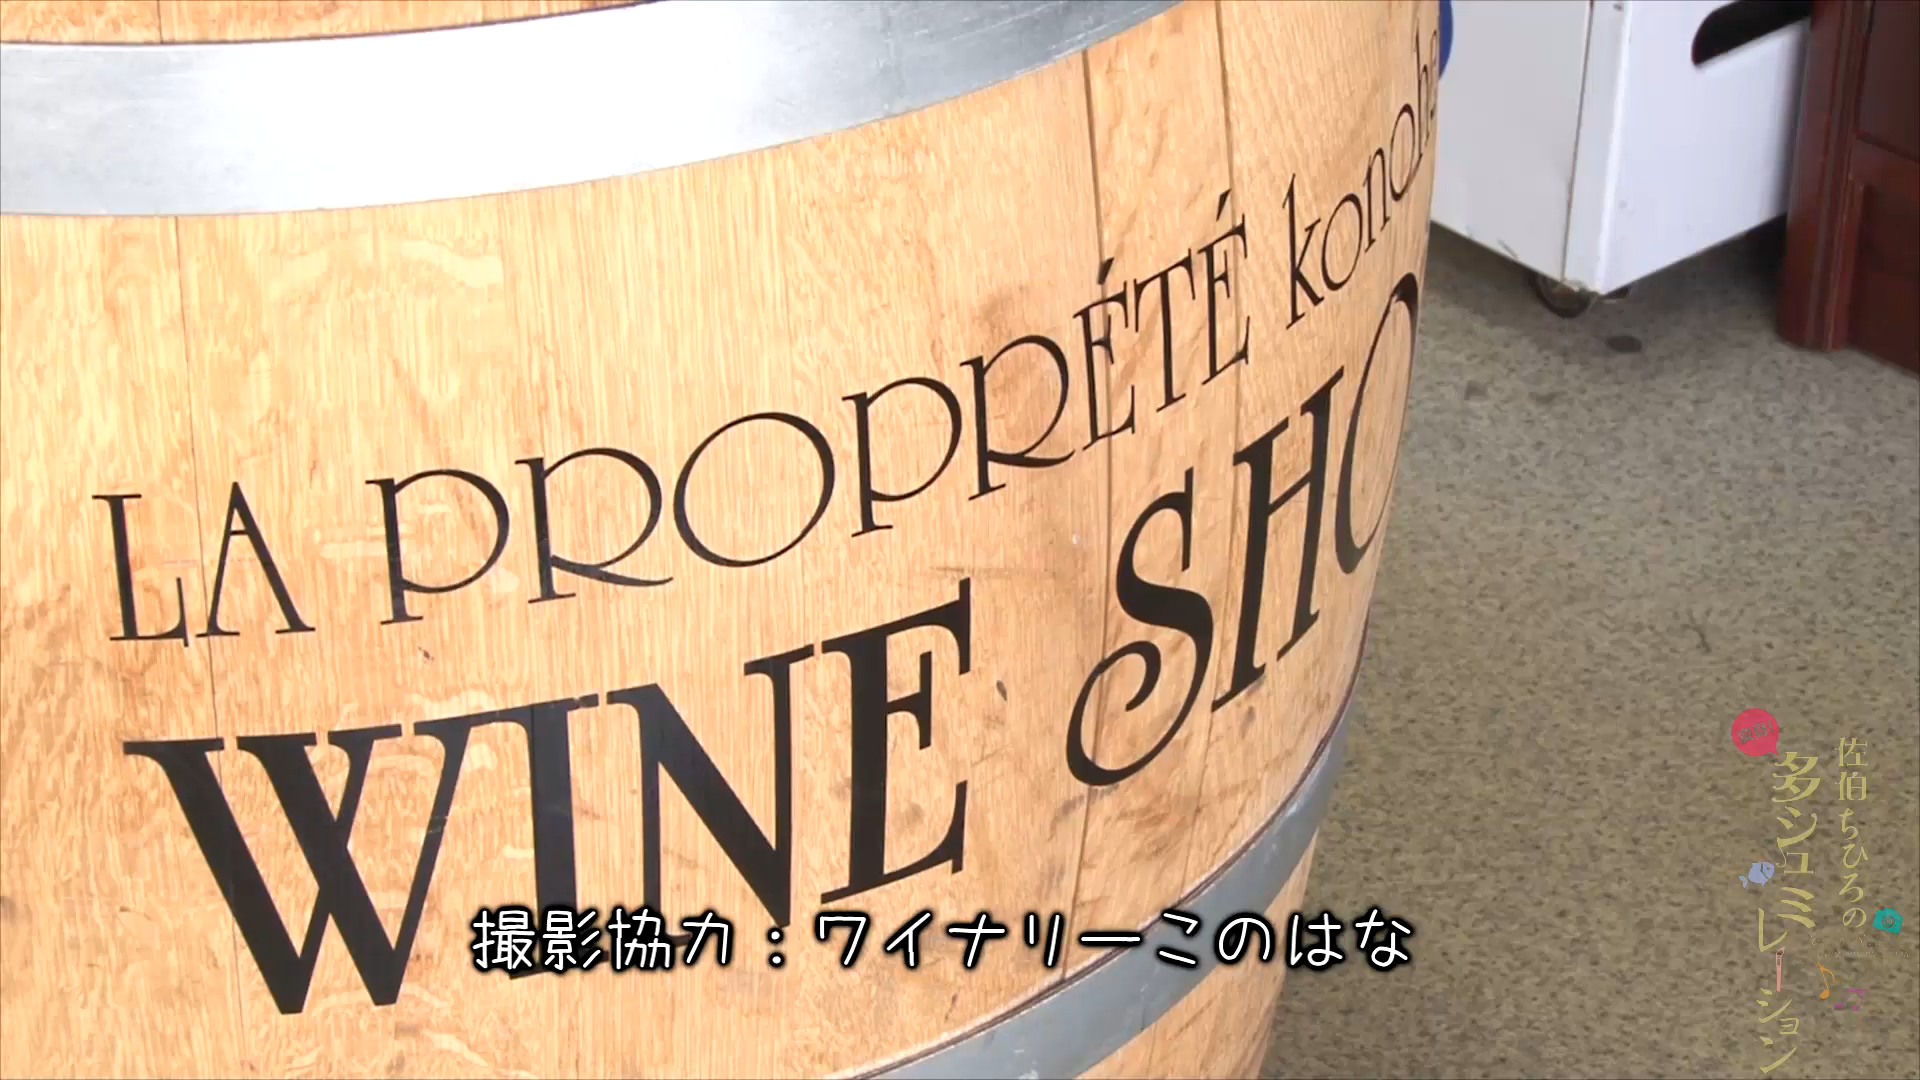 LA PROPRÉTÉ konoha
WINE SHO
撮影協力：ワイナリーこのはな
佐伯ちひろの
多シュミレーション